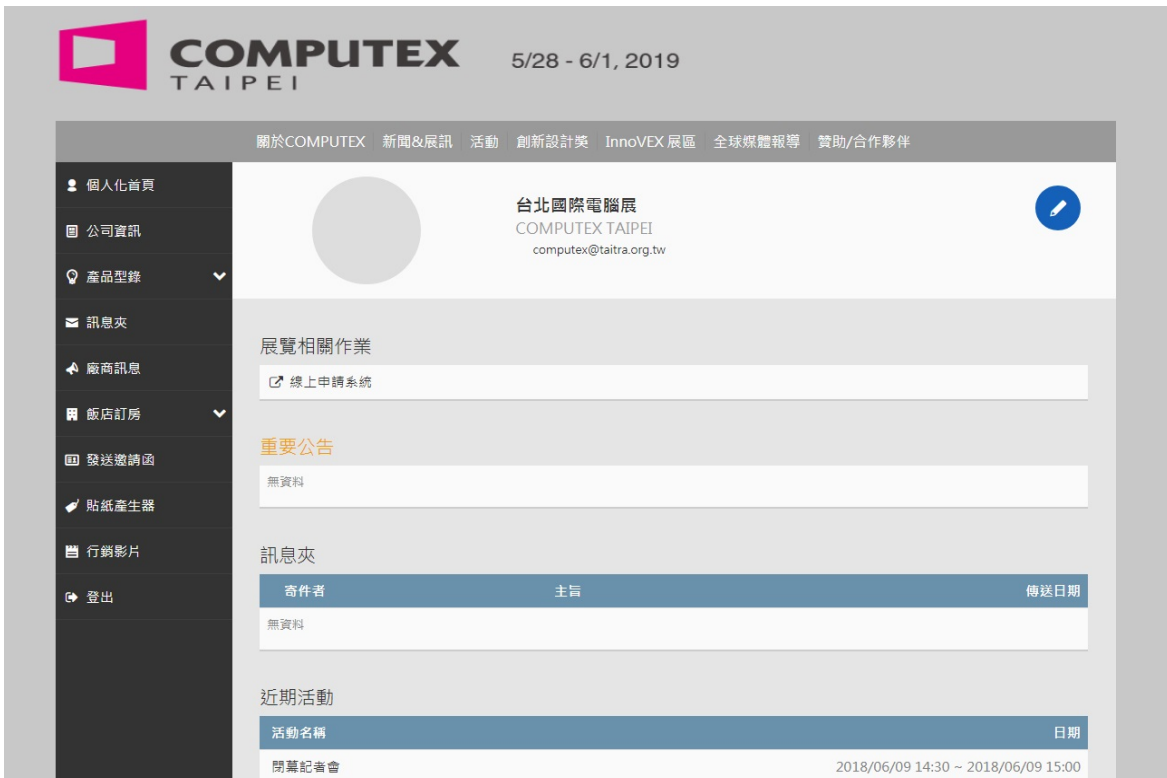 COMPUTEX
TAIPEI
5/28 - 6/1, 2019
關於COMPUTEX 新聞&展訊 活動 創新設計獎 InnoVEX 展區 全球媒體報導 贊助/合作夥伴
個人化首頁
公司資訊
產品型錄
訊息夾
廠商訊息
飯店訂房
發送邀請函
貼紙產生器
行銷影片
登出
台北國際電腦展
COMPUTEX TAIPEI
computex@taitra.org.tw
展覽相關作業
線上申請系統
重要公告
無資料
訊息夾
寄件者 主旨 傳送日期
無資料
近期活動
活動名稱 日期
閉幕記者會 2018/06/09 14:30 ~ 2018/06/09 15:00